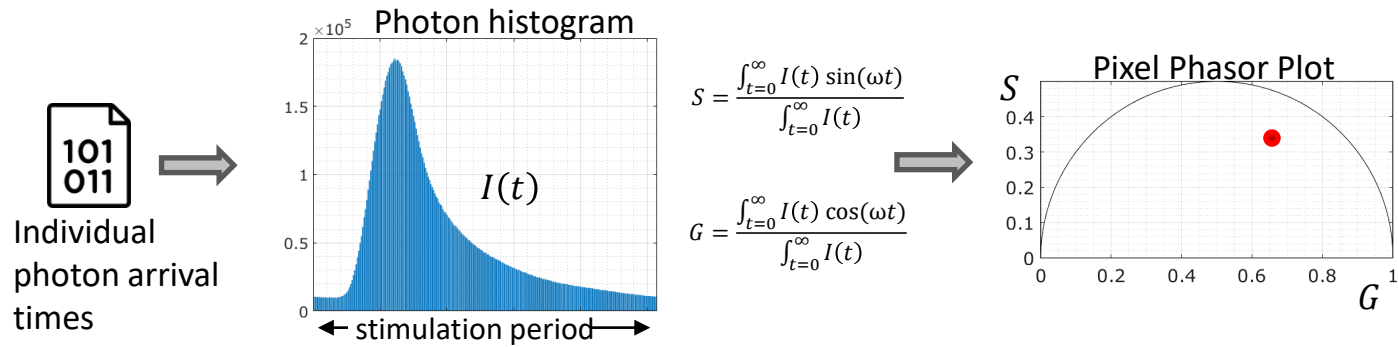 101
011
Individual
photon arrival
times
Photon histogram
×10⁵
2
1.5
1
0.5
0
I(t)
stimulation period
S = ∫_{t=0}^{∞} I(t) sin(ωt) / ∫_{t=0}^{∞} I(t)
G = ∫_{t=0}^{∞} I(t) cos(ωt) / ∫_{t=0}^{∞} I(t)
Pixel Phasor Plot
S
0.4
0.3
0.2
0.1
0
0 0.2 0.4 0.6 0.8 1
G